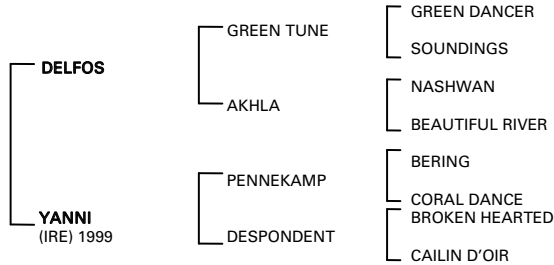 GREEN DANCER
GREEN TUNE
SOUNDINGS
DELFOS
NASHWAN
AKHLA
BEAUTIFUL RIVER
BERING
PENNEKAMP
CORAL DANCE
YANNI
(IRE) 1999
BROKEN HEARTED
DESPONDENT
CAILIN D'OIR